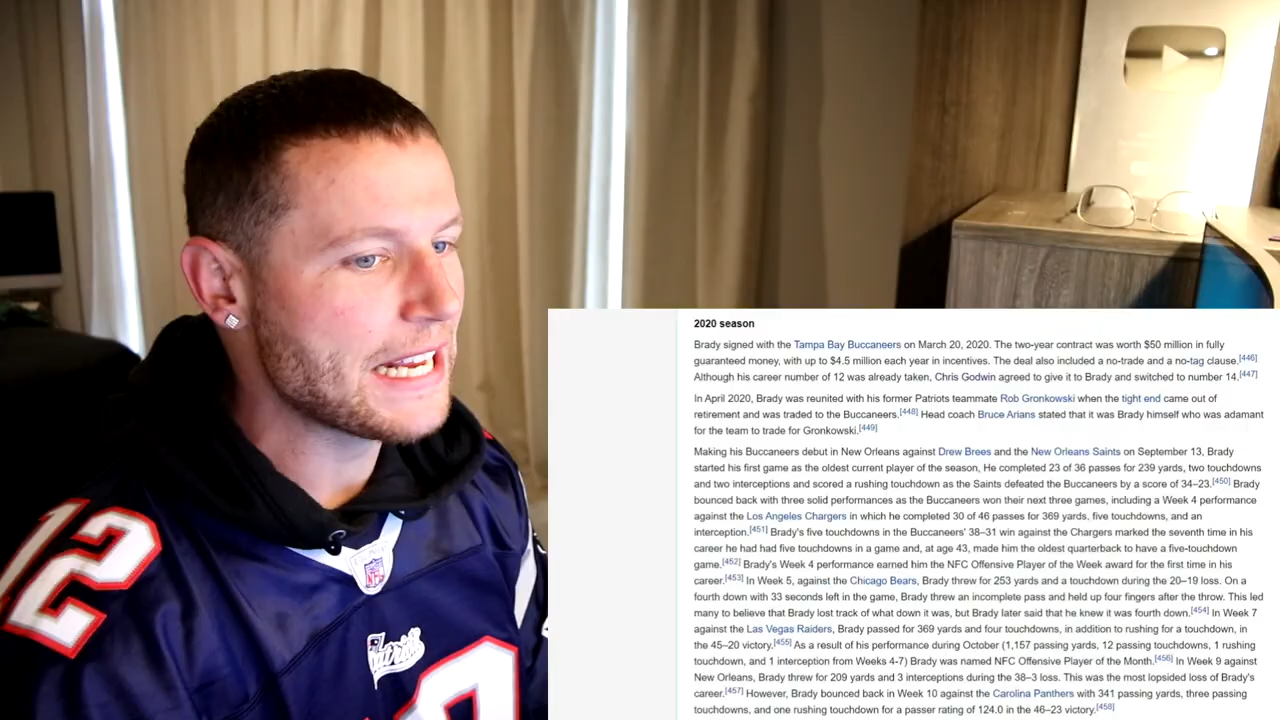 2020 season
Brady signed with the Tampa Bay Buccaneers on March 20, 2020. The two-year contract was worth $50 million in fully
guaranteed money, with up to $4.5 million each year in incentives. The deal also included a no-trade and a no-tag clause.[446]
Although his career number of 12 was already taken, Chris Godwin agreed to give it to Brady and switched to number 14.[447]
In April 2020, Brady was reunited with his former Patriots teammate Rob Gronkowski when the tight end came out of
retirement and was traded to the Buccaneers.[448] Head coach Bruce Arians stated that it was Brady himself who was adamant
for the team to trade for Gronkowski.[449]
Making his Buccaneers debut in New Orleans against Drew Brees and the New Orleans Saints on September 13, Brady
started his first game as the oldest current player of the season, He completed 23 of 36 passes for 239 yards, two touchdowns
and two interceptions and scored a rushing touchdown as the Saints defeated the Buccaneers by a score of 34–23.[450] Brady
bounced back with three solid performances as the Buccaneers won their next three games, including a Week 4 performance
against the Los Angeles Chargers in which he completed 30 of 46 passes for 369 yards, five touchdowns, and an
interception.[451] Brady's five touchdowns in the Buccaneers' 38–31 win against the Chargers marked the seventh time in his
career he had had five touchdowns in a game and, at age 43, made him the oldest quarterback to have a five-touchdown
game.[452] Brady's Week 4 performance earned him the NFC Offensive Player of the Week award for the first time in his
career.[453] In Week 5, against the Chicago Bears, Brady threw for 253 yards and a touchdown during the 20–19 loss. On a
fourth down with 33 seconds left in the game, Brady threw an incomplete pass and held up four fingers after the throw. This led
many to believe that Brady lost track of what down it was, but Brady later said that he knew it was fourth down.[454] In Week 7
against the Las Vegas Raiders, Brady passed for 369 yards and four touchdowns, in addition to rushing for a touchdown, in
the 45–20 victory.[455] As a result of his performance during October (1,157 passing yards, 12 passing touchdowns, 1 rushing
touchdown, and 1 interception from Weeks 4-7) Brady was named NFC Offensive Player of the Month.[456] In Week 9 against
New Orleans, Brady threw for 209 yards and 3 interceptions during the 38–3 loss. This was the most lopsided loss of Brady's
career.[457] However, Brady bounced back in Week 10 against the Carolina Panthers with 341 passing yards, three passing
touchdowns, and one rushing touchdown for a passer rating of 124.0 in the 46–23 victory.[458]
12
NFL
Patriots